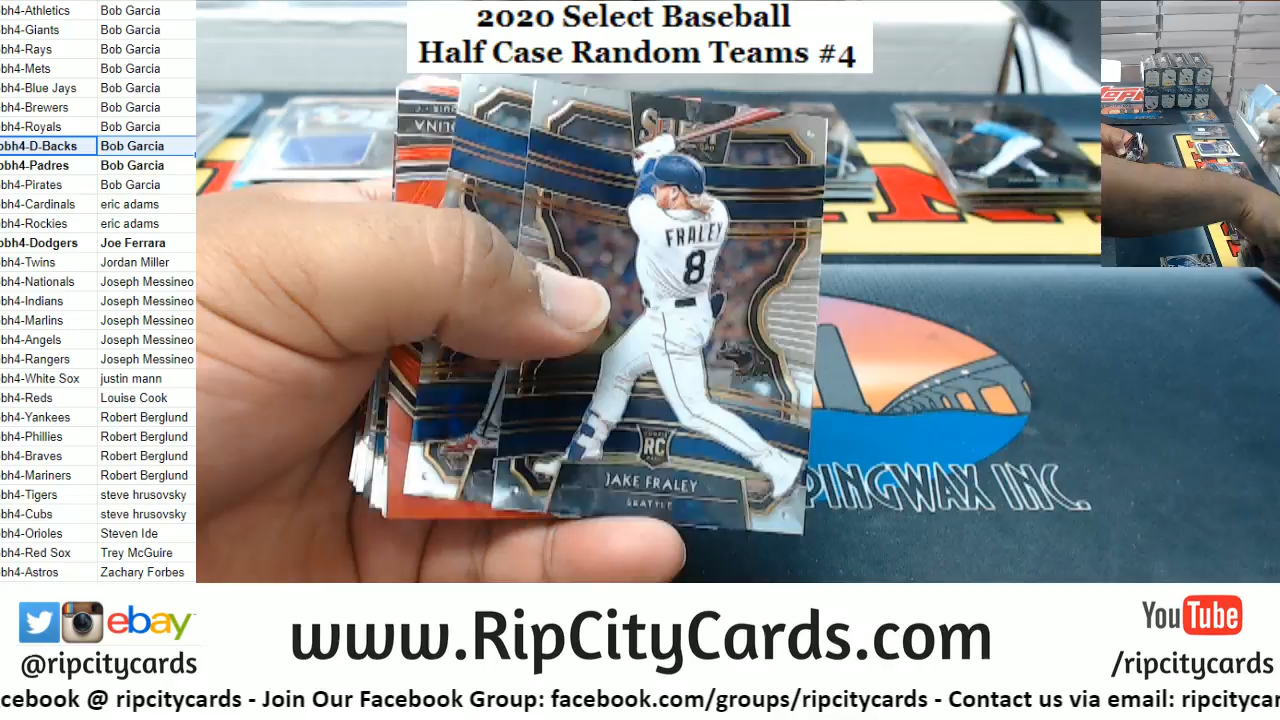 2020 Select Baseball
Half Case Random Teams #4
bh4-Athletics Bob Garcia
bh4-Giants Bob Garcia
bh4-Rays Bob Garcia
bh4-Mets Bob Garcia
bh4-Blue Jays Bob Garcia
bh4-Brewers Bob Garcia
bh4-Royals Bob Garcia
bh4-D-Backs Bob Garcia
bh4-Padres Bob Garcia
bh4-Pirates Bob Garcia
bh4-Cardinals eric adams
bh4-Rockies eric adams
bh4-Dodgers Joe Ferrara
bh4-Twins Jordan Miller
bh4-Nationals Joseph Messineo
bh4-Indians Joseph Messineo
bh4-Marlins Joseph Messineo
bh4-Angels Joseph Messineo
bh4-Rangers Joseph Messineo
bh4-White Sox justin mann
bh4-Reds Louise Cook
bh4-Yankees Robert Berglund
bh4-Phillies Robert Berglund
bh4-Braves Robert Berglund
bh4-Mariners Robert Berglund
bh4-Tigers steve hrusovsky
bh4-Cubs steve hrusovsky
bh4-Orioles Steven Ide
bh4-Red Sox Trey McGuire
bh4-Astros Zachary Forbes
SELECT
FRALEY
8
RC
JAKE FRALEY
SEATTLE
OLINA
PINGWAX INC.
ebay
@ripcitycards
www.RipCityCards.com
YouTube
/ripcitycards
cebook @ ripcitycards - Join Our Facebook Group: facebook.com/groups/ripcitycards - Contact us via email: ripcitycar